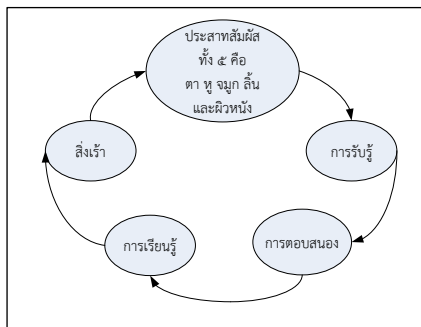 ประสาทสัมผัส
ทั้ง ๕ คือ
ตา หู จมูก ลิ้น
และผิวหนัง
สิ่งเร้า
การรับรู้
การเรียนรู้
การตอบสนอง